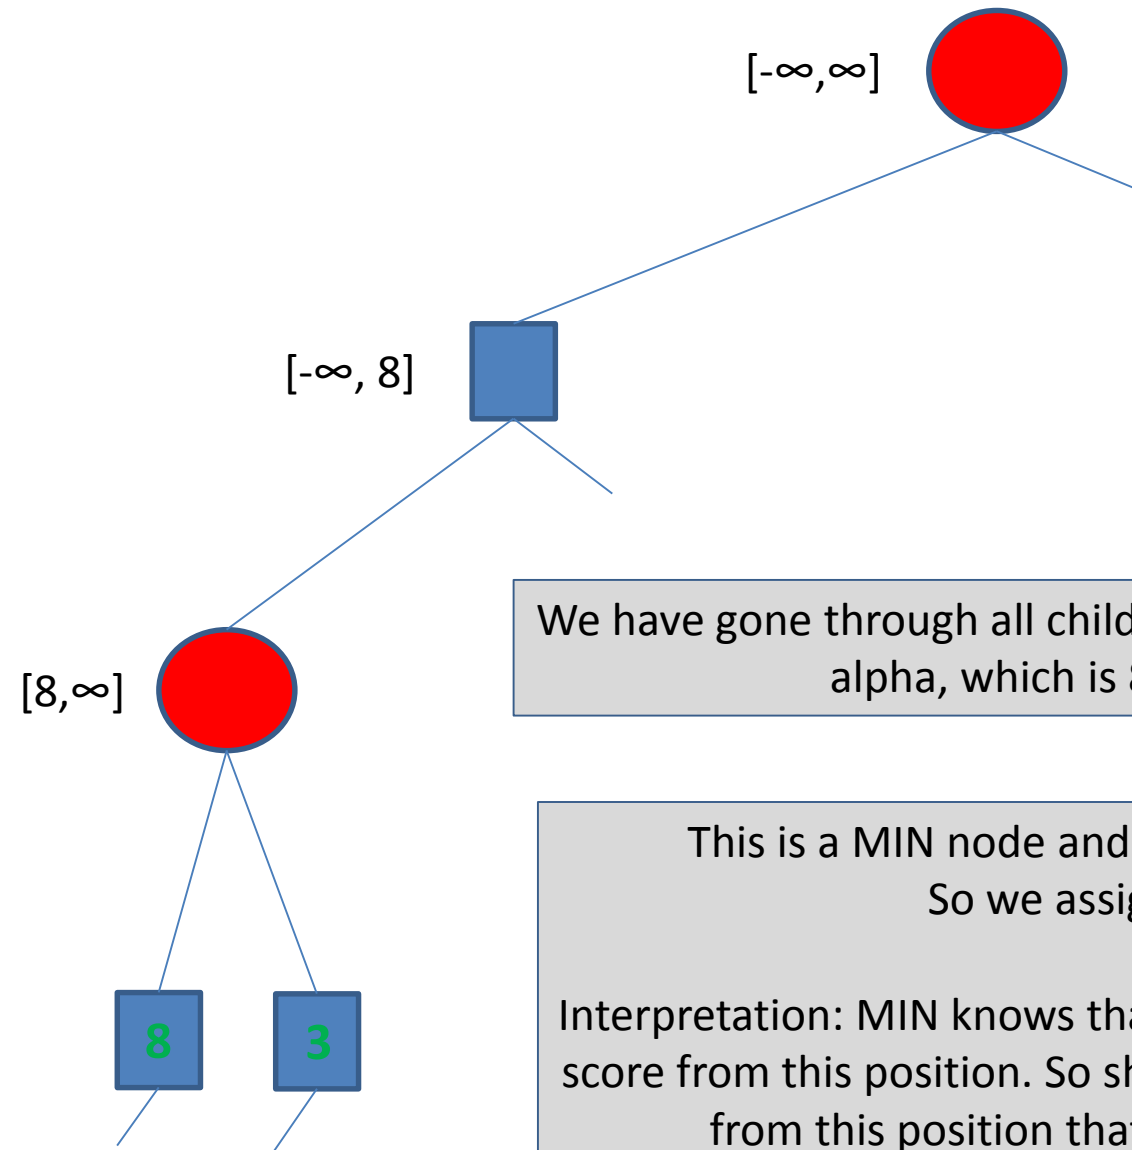 [-∞,∞]
[-∞, 8]
We have gone through all child
alpha, which is
[8,∞]
This is a MIN node and
So we assig
8
3
Interpretation: MIN knows tha
score from this position. So sh
from this position that